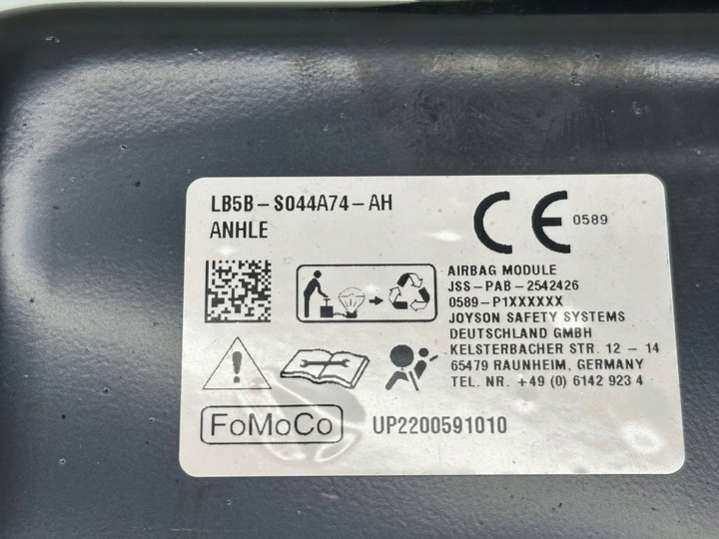 LB5B-S044A74-AH
ANHLE
CE 0589
AIRBAG MODULE
JSS-PAB-2542426
0589-P1XXXXXX
JOYSON SAFETY SYSTEMS
DEUTSCHLAND GMBH
KELSTERBACHER STR. 12 - 14
65479 RAUNHEIM, GERMANY
TEL. NR. +49 (0) 6142 923 4
FoMoCo
UP2200591010